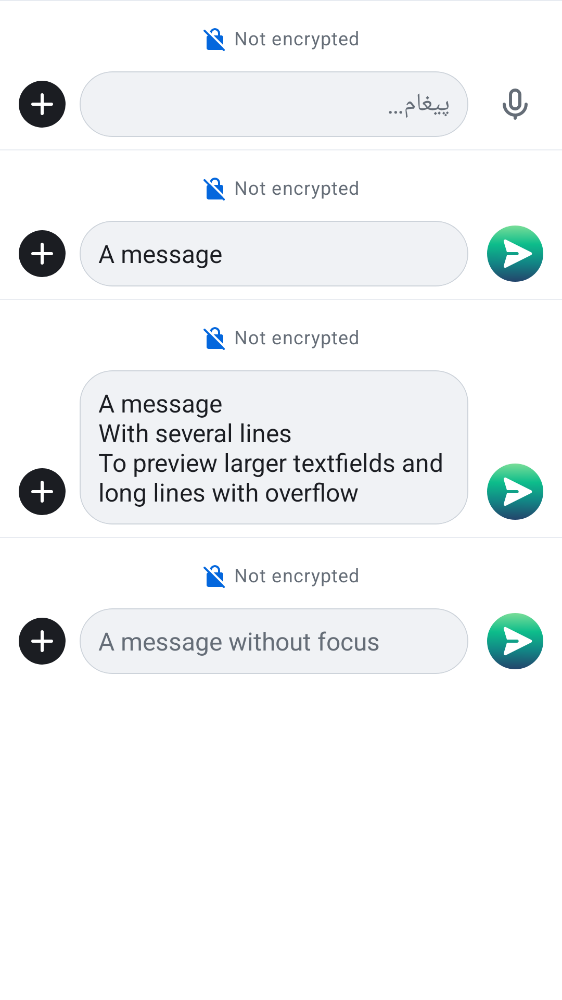 Not encrypted
پیغام...
Not encrypted
A message
Not encrypted
A message
With several lines
To preview larger textfields and
long lines with overflow
Not encrypted
A message without focus